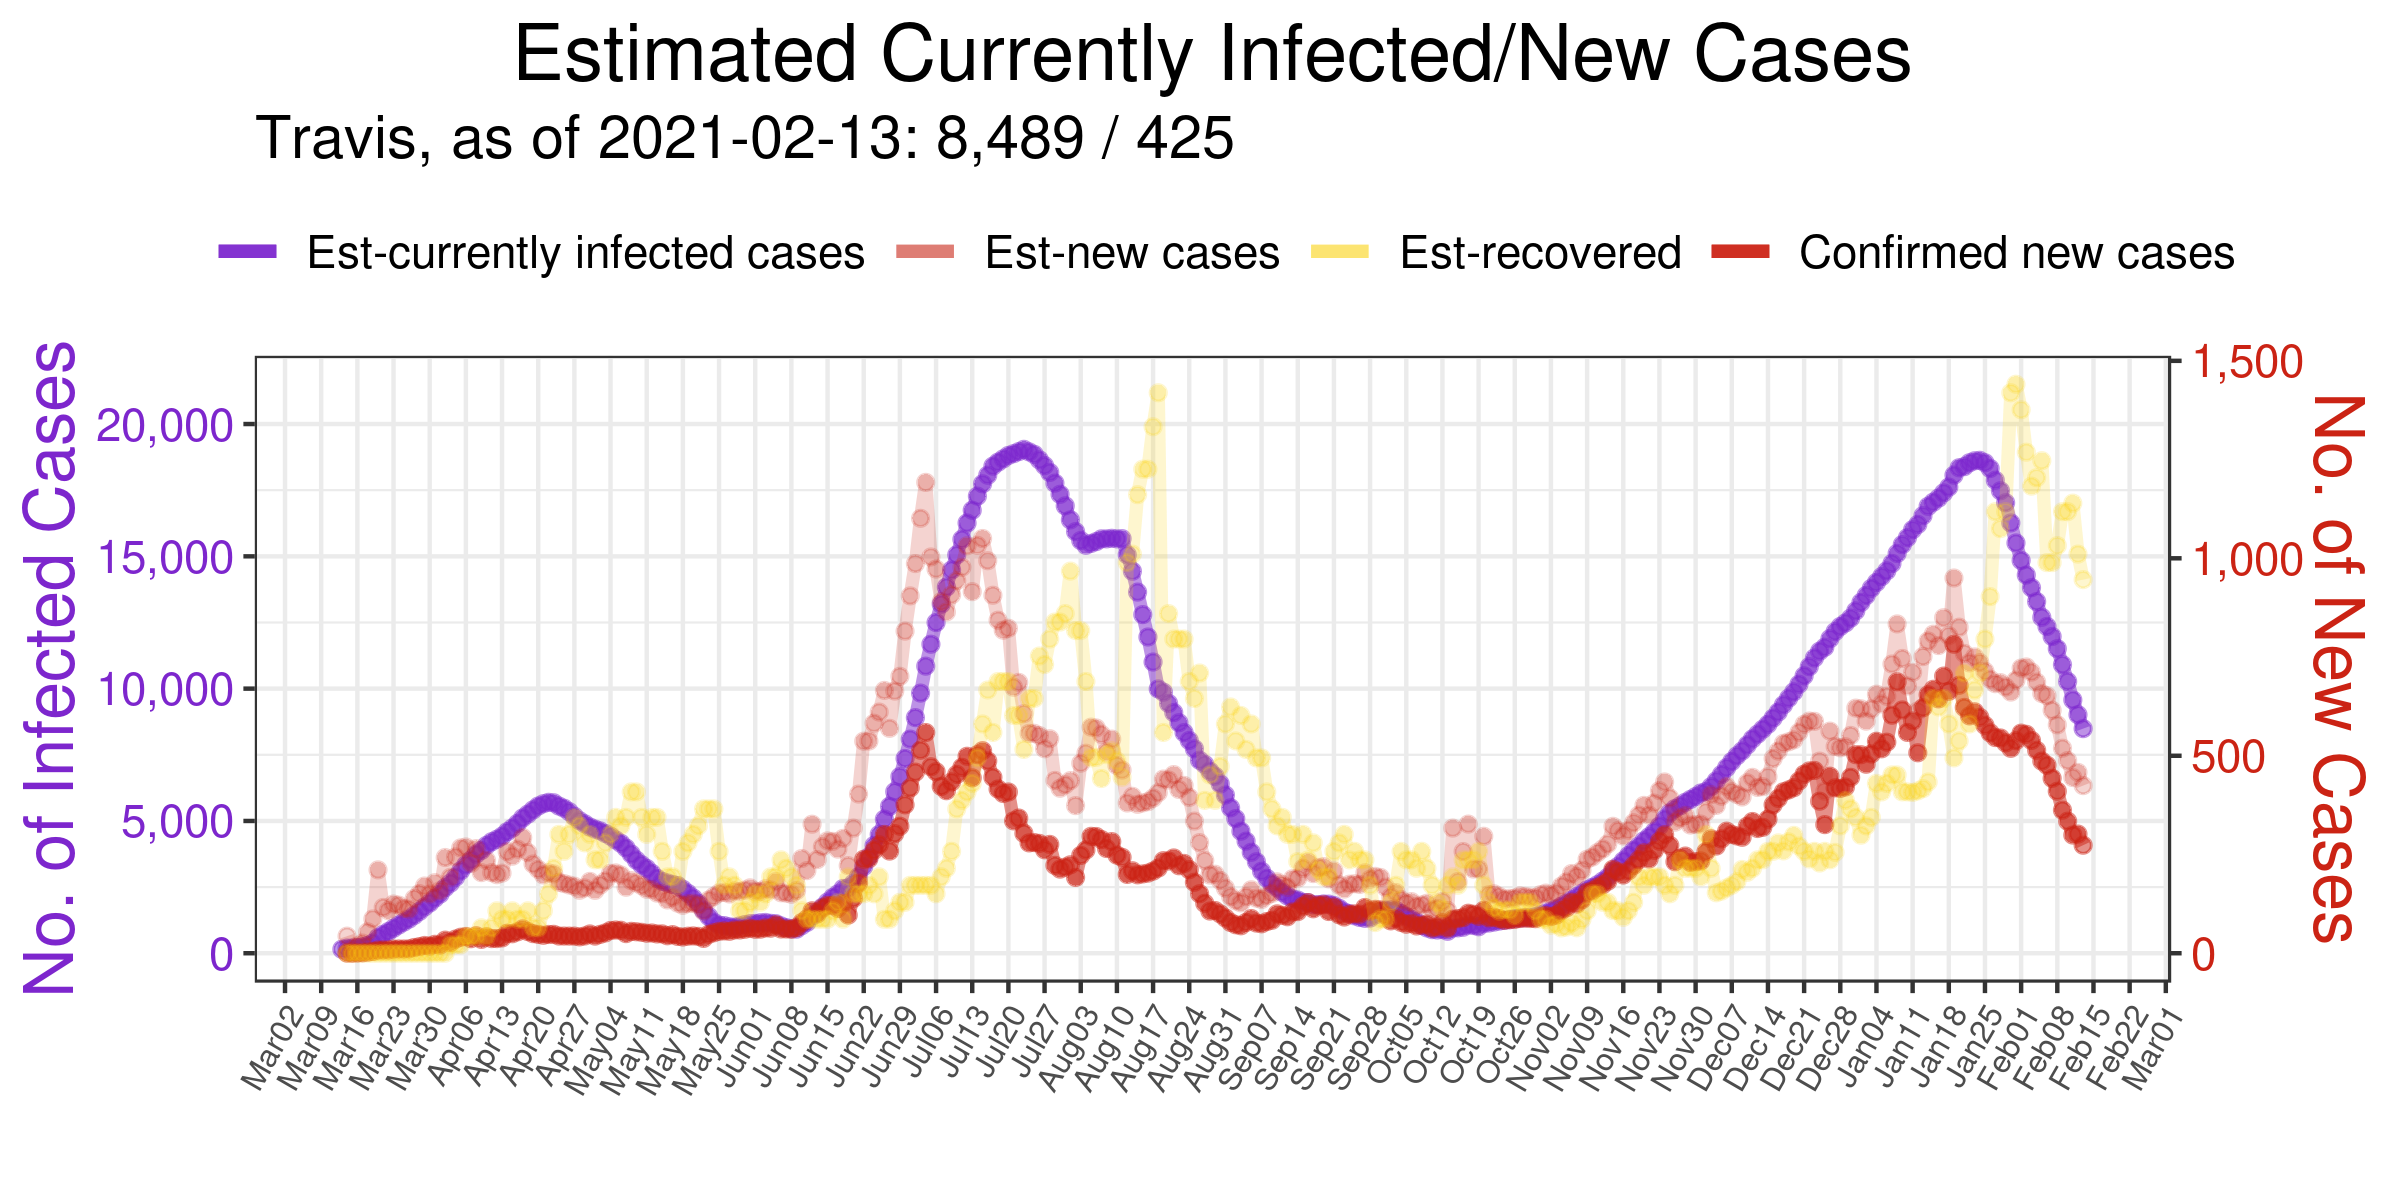 Estimated Currently Infected/New Cases
Travis, as of 2021-02-13: 8,489 / 425
Est-currently infected cases Est-new cases Est-recovered Confirmed new cases
No. of Infected Cases
20,000
15,000
10,000
5,000
0
1,500
1,000
500
0
No. of New Cases
Mar02 Mar09 Mar16 Mar23 Mar30 Apr06 Apr13 Apr20 Apr27 May04 May11 May18 May25 Jun01 Jun08 Jun15 Jun22 Jun29 Jul06 Jul13 Jul20 Jul27 Aug03 Aug10 Aug17 Aug24 Aug31 Sep07 Sep14 Sep21 Sep28 Oct05 Oct12 Oct19 Oct26 Nov02 Nov09 Nov16 Nov23 Nov30 Dec07 Dec14 Dec21 Dec28 Jan04 Jan11 Jan18 Jan25 Feb01 Feb08 Feb15 Feb22 Mar01